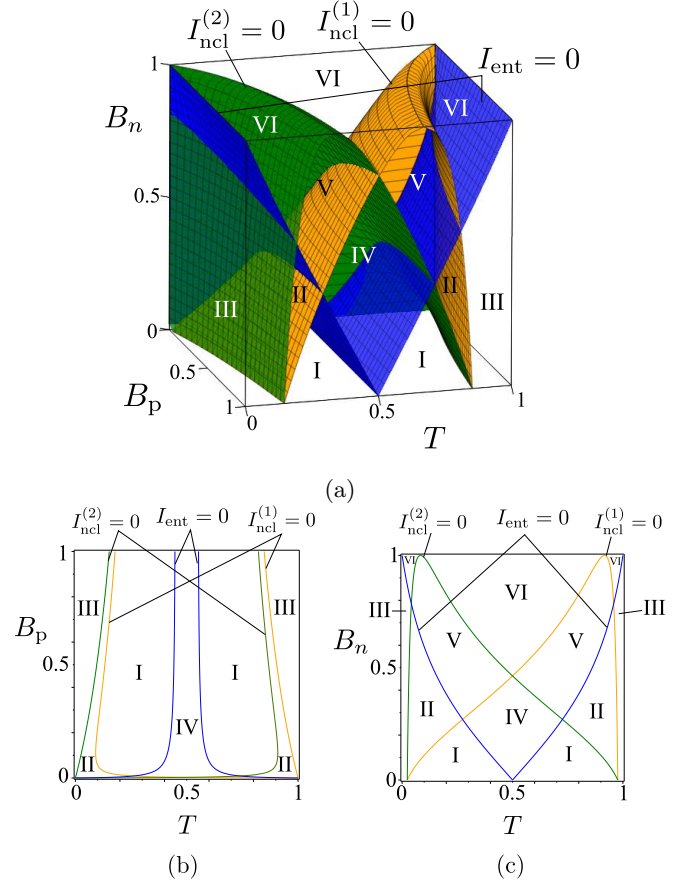 I_ncl^(2) = 0 I_ncl^(1) = 0
I_ent = 0
1 VI
B_n VI VI
V V
0.5
IV
III II II III
0 I I
0.5
B_p 1 0 0.5 1
T
(a)
I_ncl^(2) = 0 I_ent = 0 I_ncl^(1) = 0
1
III III
B_p
0.5 I I
IV
II II
0
0 0.5 1
T
(b)
I_ncl^(2) = 0 I_ent = 0 I_ncl^(1) = 0
1 VI VI
VI
III III
B_n V V
0.5
II IV II
I I
0
0 0.5 1
T
(c)